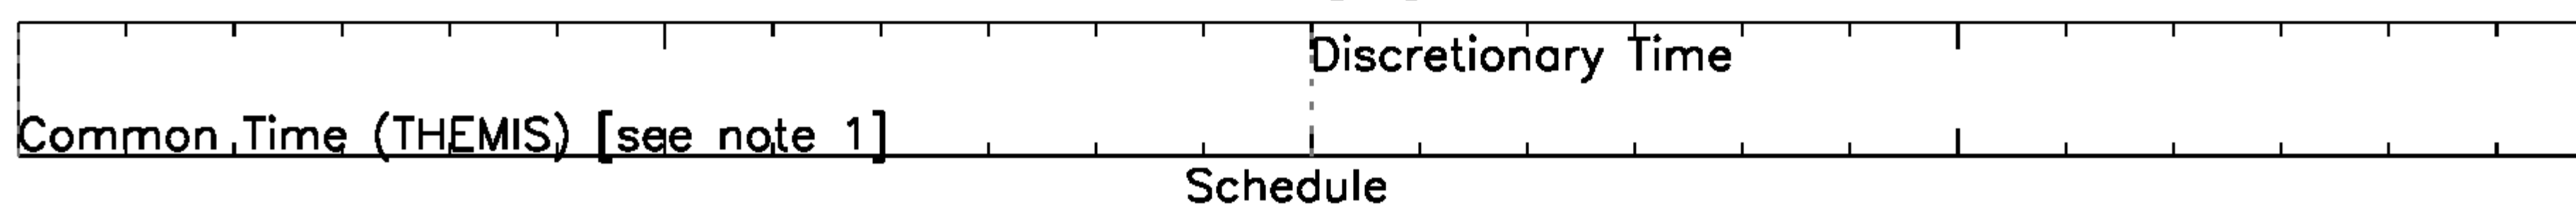 Discretionary Time
Common Time (THEMIS) [see note 1]
Schedule